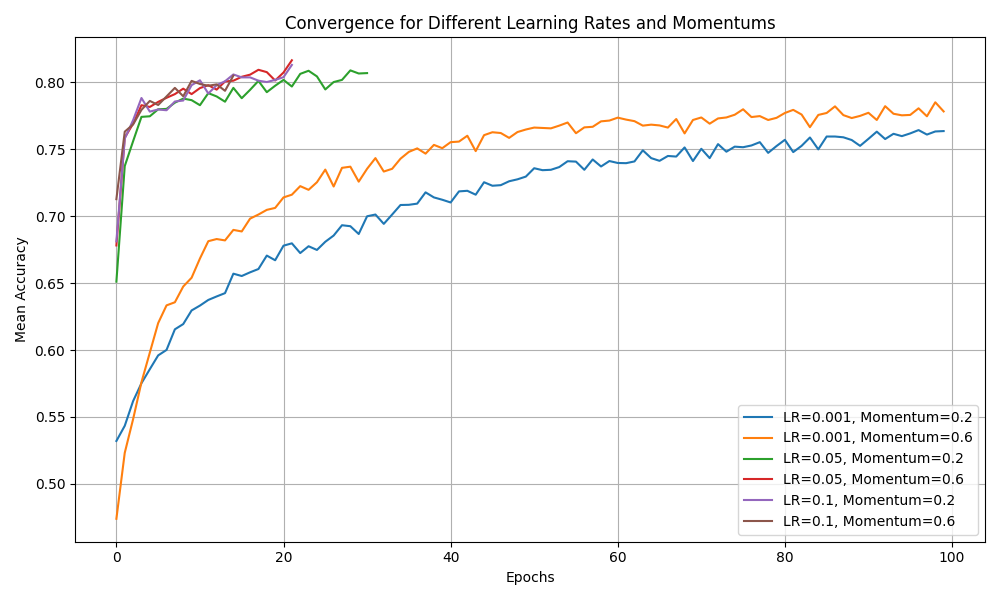 Convergence for Different Learning Rates and Momentums
Mean Accuracy
0.80
0.75
0.70
0.65
0.60
0.55
0.50
0
20
40
60
80
100
Epochs
LR=0.001, Momentum=0.2
LR=0.001, Momentum=0.6
LR=0.05, Momentum=0.2
LR=0.05, Momentum=0.6
LR=0.1, Momentum=0.2
LR=0.1, Momentum=0.6